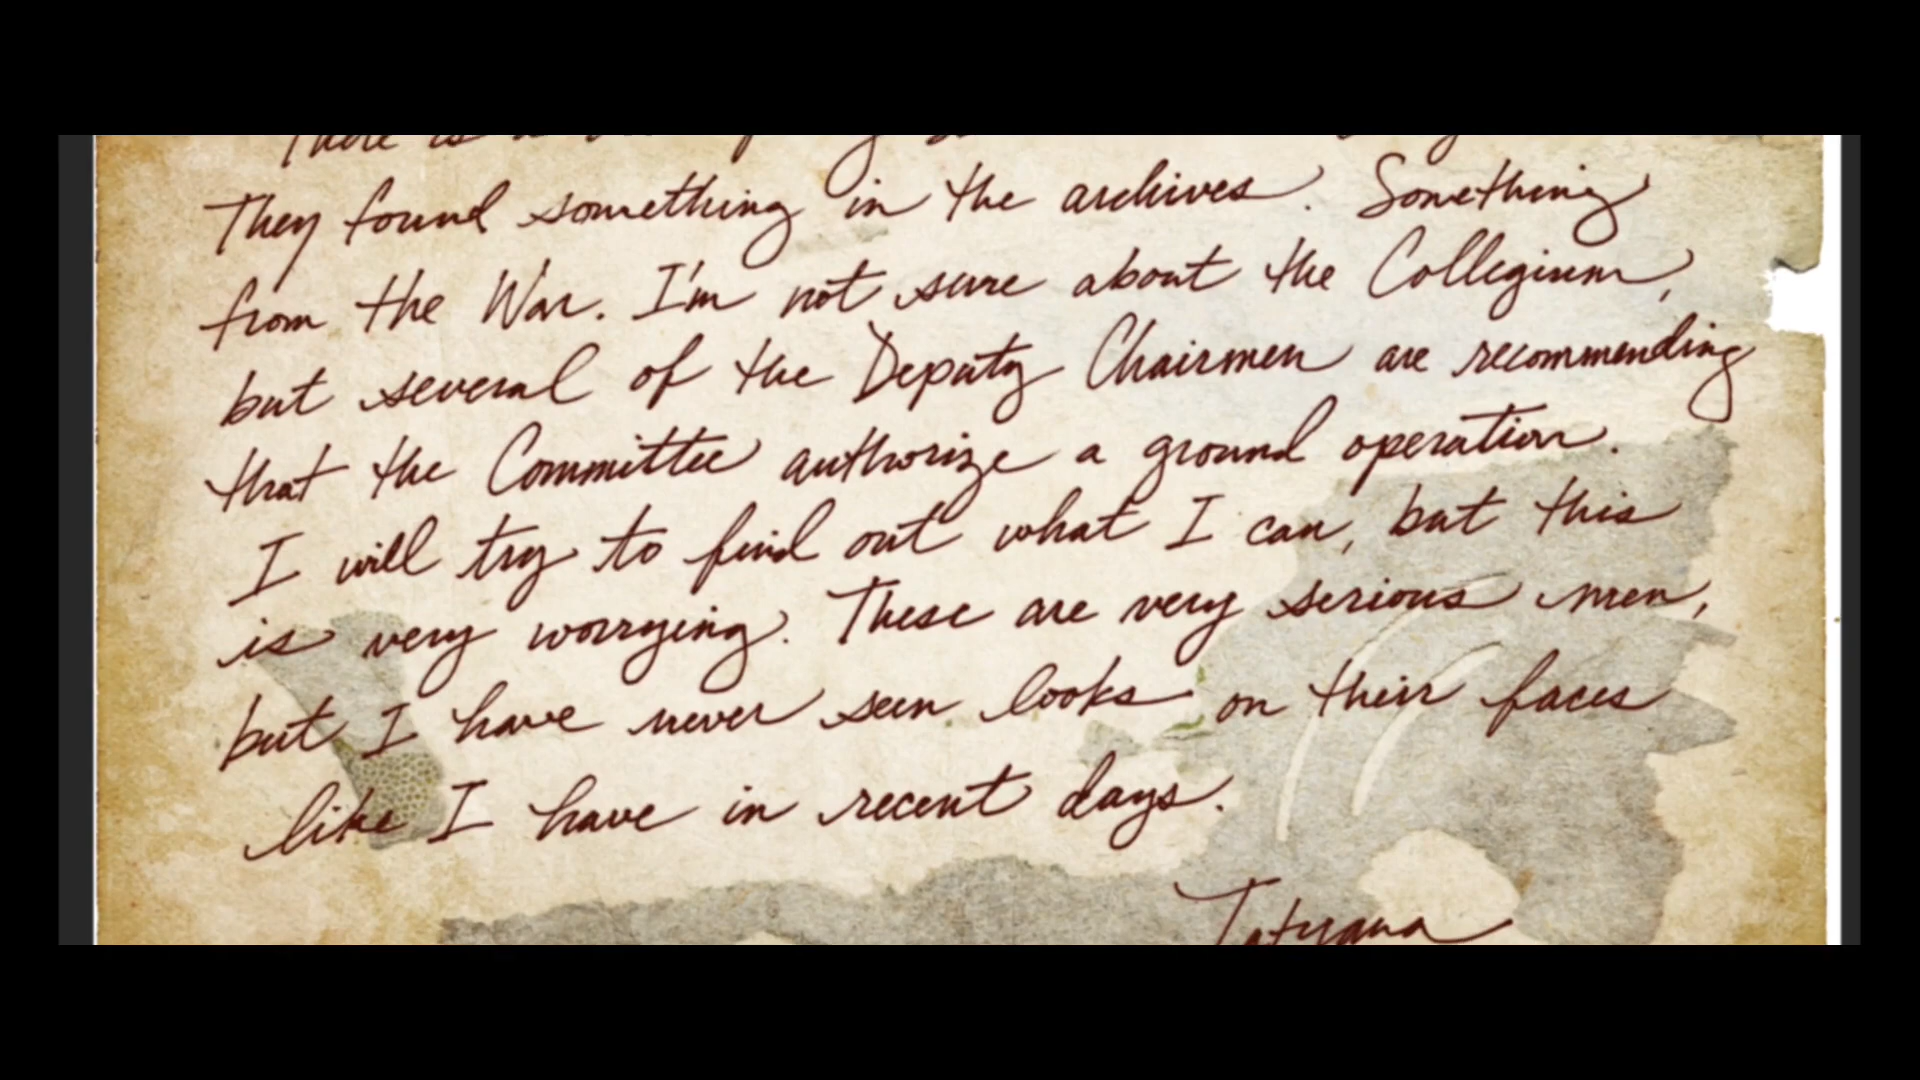 There is a
They found something in the archives. Something
from the War. I'm not sure about the Collegium,
but several of the Deputy Chairmen are recommending
that the Committee authorize a ground operation.
I will try to find out what I can, but this
is very worrying. These are very serious men,
but I have never seen looks on their faces
like I have in recent days.
Tatyana